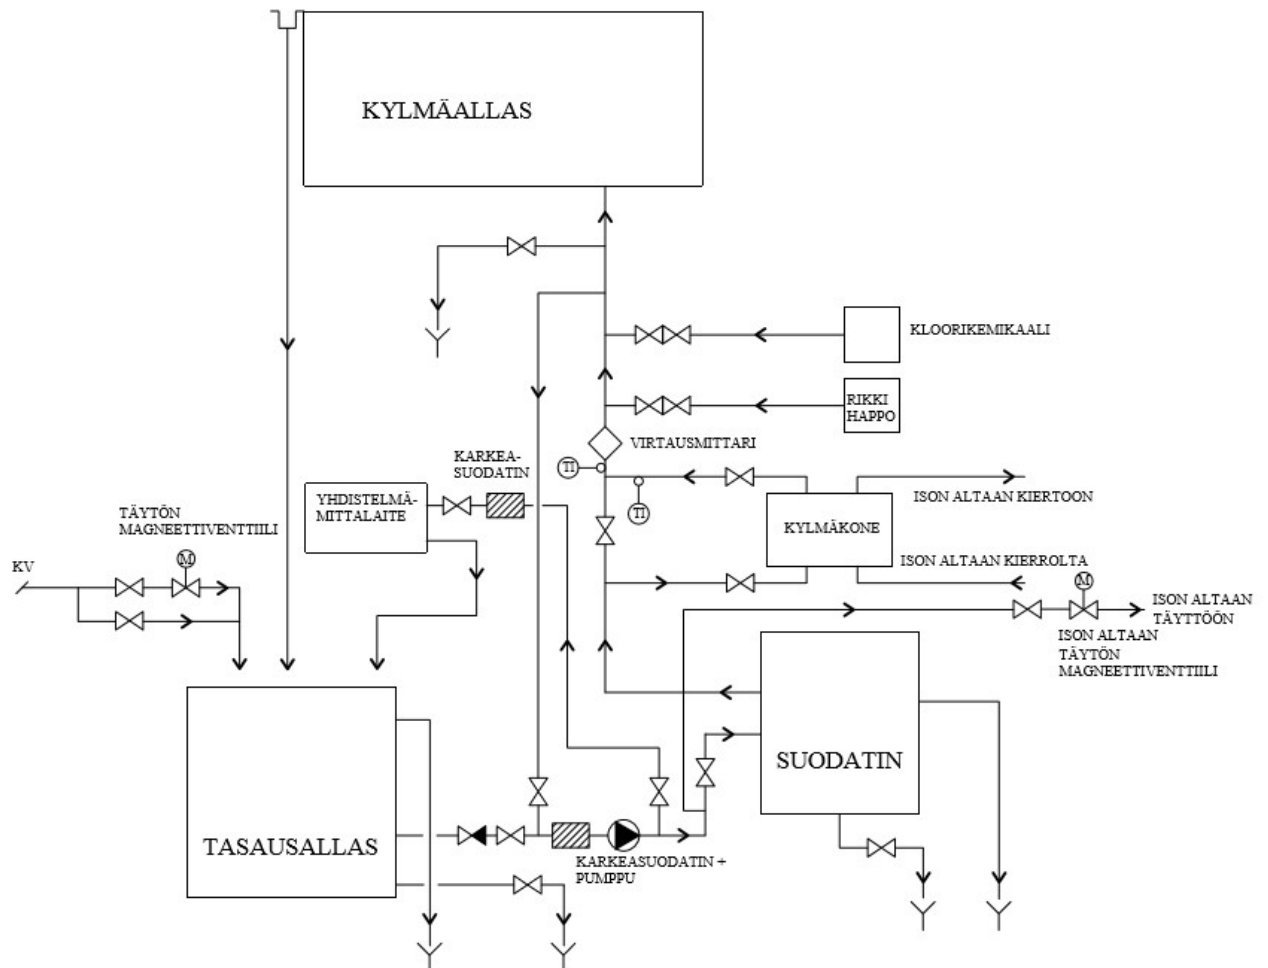 KYLMÄALLAS
KLOORIKEMIKAALI
RIKKI
HAPPO
VIRTAUSMITTARI
KARKEA-
SUODATIN
TI
TI
YHDISTELMÄ-
MITTALAITE
ISON ALTAAN KIERTOON
KYLMÄKONE
ISON ALTAAN KIERROLTA
TÄYTÖN
MAGNEETTIVENTTIILI
M
KV
M
ISON ALTAAN
TÄYTTÖÖN
ISON ALTAAN
TÄYTÖN
MAGNEETTIVENTTIILI
SUODATIN
TASAUSALLAS
KARKEASUODATIN +
PUMPPU